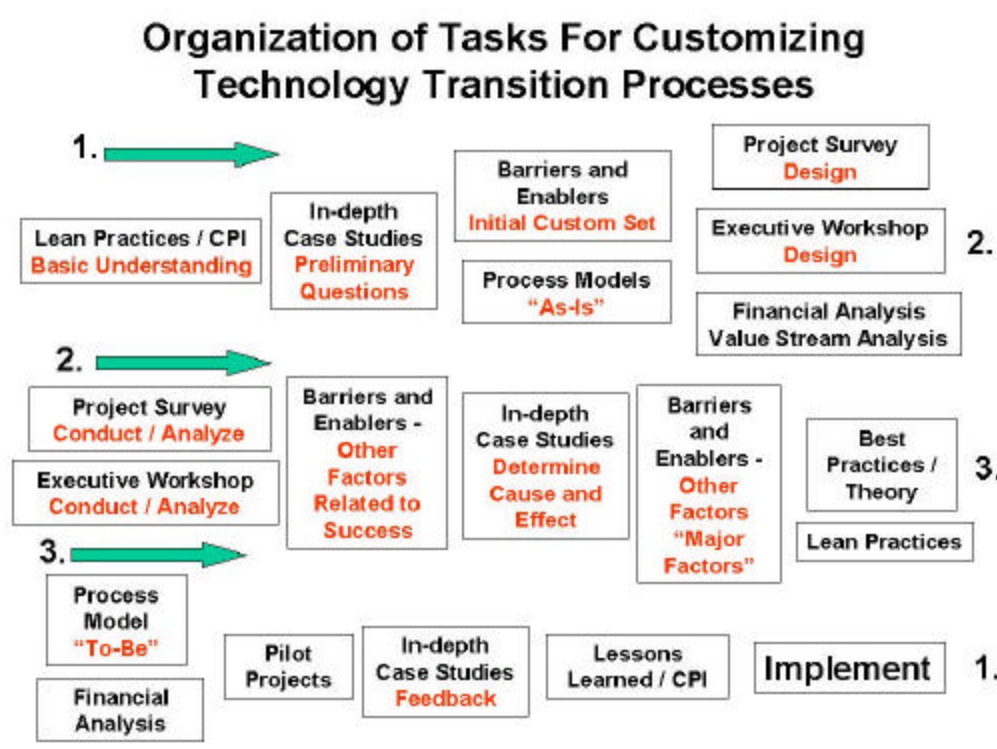 Organization of Tasks For Customizing
Technology Transition Processes
1.
Lean Practices / CPI
Basic Understanding
In-depth
Case Studies
Preliminary
Questions
Barriers and
Enablers
Initial Custom Set
Process Models
“As-Is”
Project Survey
Design
Executive Workshop
Design
Financial Analysis
Value Stream Analysis
2.
2.
Project Survey
Conduct / Analyze
Executive Workshop
Conduct / Analyze
Barriers and
Enablers -
Other
Factors
Related to
Success
In-depth
Case Studies
Determine
Cause and
Effect
Barriers
and
Enablers -
Other
Factors
“Major
Factors”
Best
Practices /
Theory
Lean Practices
3.
3.
Process
Model
“To-Be”
Financial
Analysis
Pilot
Projects
In-depth
Case Studies
Feedback
Lessons
Learned / CPI
Implement
1.